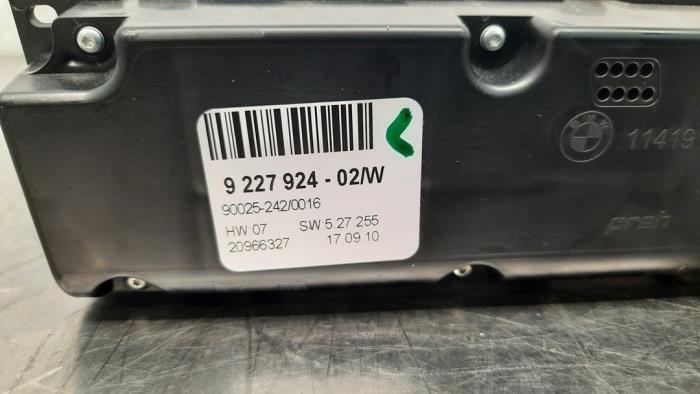 9 227 924 - 02/W
90025-242/0016
HW:07 SW:5.27.255
20966327 17 09 10
BMW
11419
preh